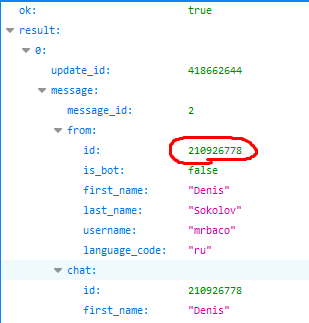 ok: true
result:
0:
update_id: 418662644
message:
message_id: 2
from:
id: 210926778
is_bot: false
first_name: "Denis"
last_name: "Sokolov"
username: "mrbaco"
language_code: "ru"
chat:
id: 210926778
first_name: "Denis"